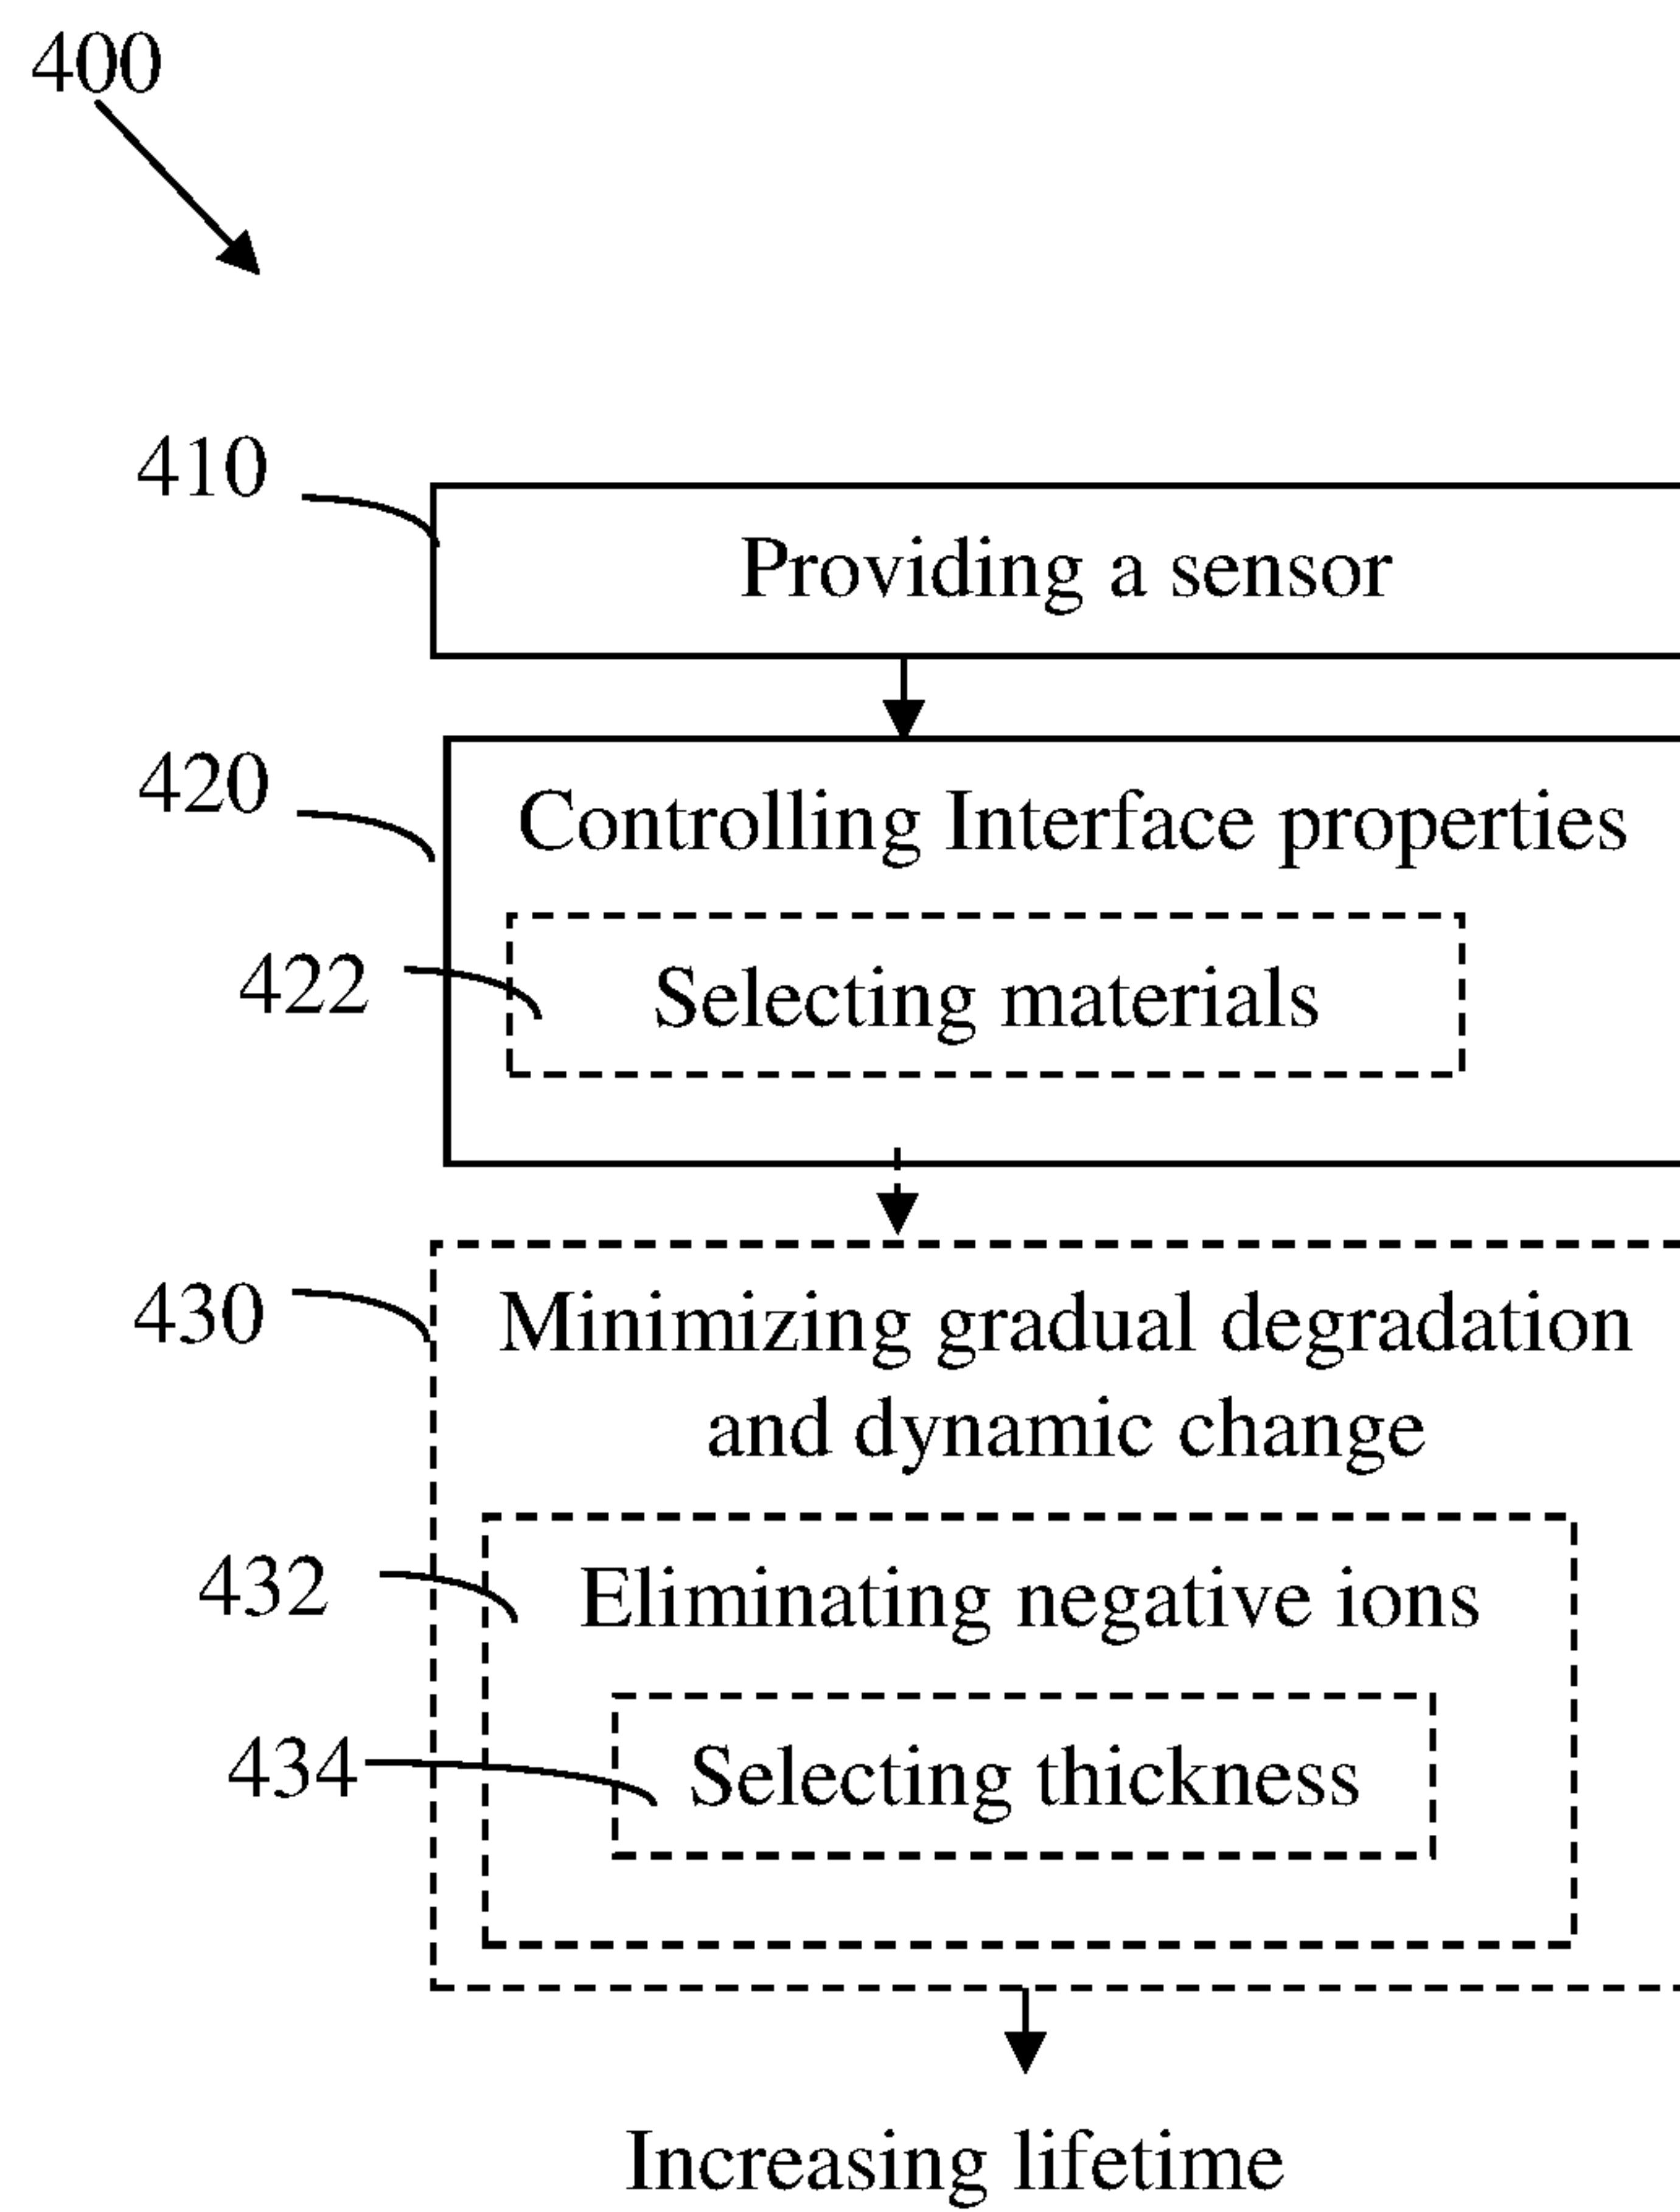 400
410
Providing a sensor
420
Controlling Interface properties
422
Selecting materials
430
Minimizing gradual degradation
and dynamic change
432
Eliminating negative ions
434
Selecting thickness
Increasing lifetime